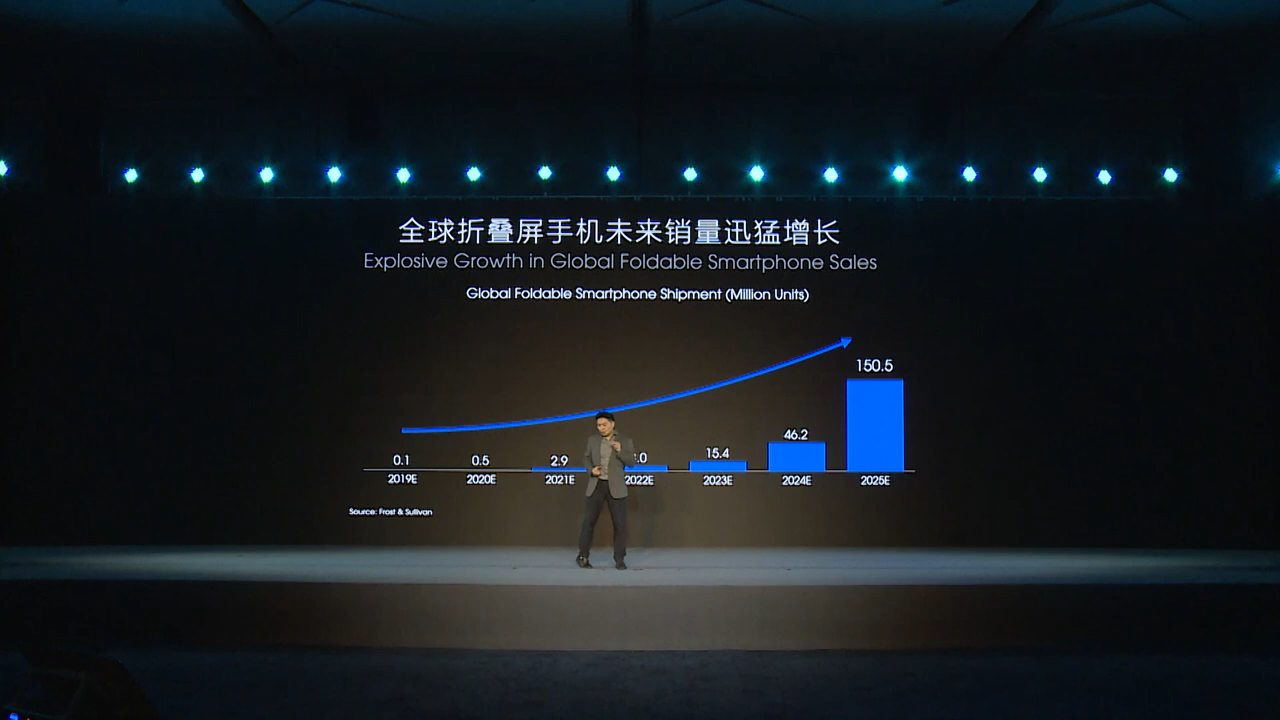 全球折叠屏手机未来销量迅猛增长
Explosive Growth in Global Foldable Smartphone Sales
Global Foldable Smartphone Shipment (Million Units)
150.5
46.2
0.1 0.5 2.9 15.4
2019E 2020E 2021E 2022E 2023E 2024E 2025E
Source: Frost & Sullivan